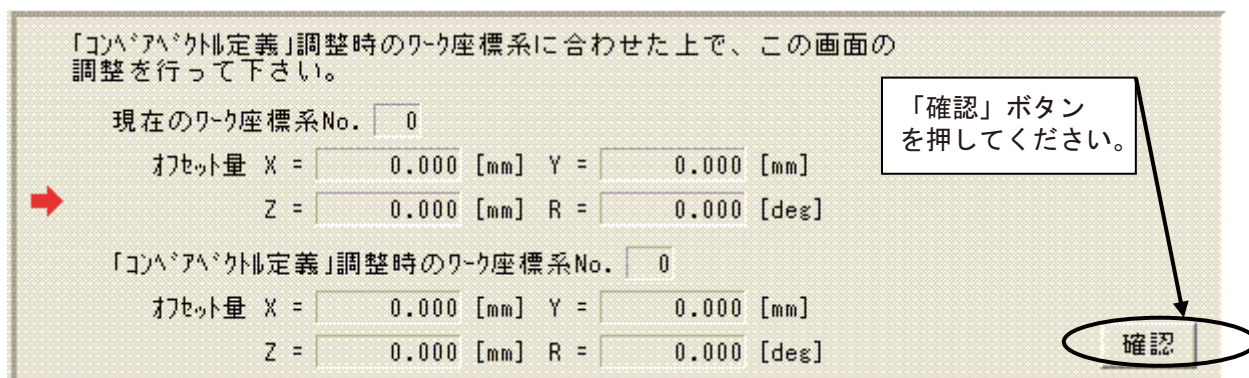 「ｺﾝﾍﾞｱﾍﾞｸﾄﾙ定義」調整時のﾜｰｸ座標系に合わせた上で、この画面の
調整を行って下さい。
「確認」ボタン
を押してください。
現在のﾜｰｸ座標系No. 0
ｵﾌｾｯﾄ量 X = 0.000 [mm] Y = 0.000 [mm]
Z = 0.000 [mm] R = 0.000 [deg]
「ｺﾝﾍﾞｱﾍﾞｸﾄﾙ定義」調整時のﾜｰｸ座標系No. 0
ｵﾌｾｯﾄ量 X = 0.000 [mm] Y = 0.000 [mm]
Z = 0.000 [mm] R = 0.000 [deg]
確認